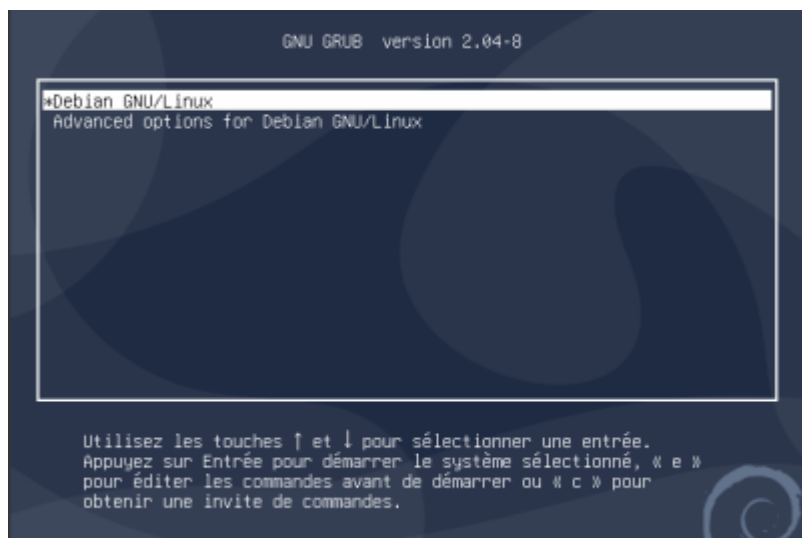 GNU GRUB version 2.04-8
*Debian GNU/Linux
Advanced options for Debian GNU/Linux
Utilisez les touches ↑ et ↓ pour sélectionner une entrée.
Appuyez sur Entrée pour démarrer le système sélectionné, « e »
pour éditer les commandes avant de démarrer ou « c » pour
obtenir une invite de commandes.